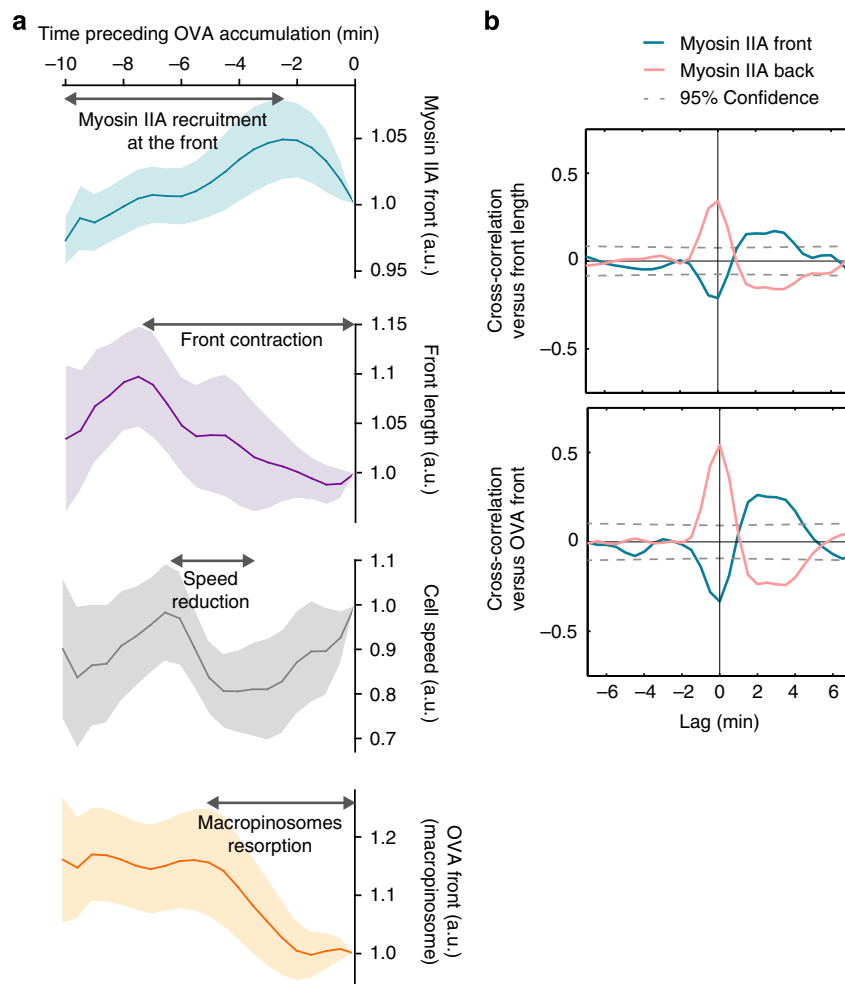 a
Time preceding OVA accumulation (min)
−10 −8 −6 −4 −2 0
Myosin IIA recruitment
at the front
1.05
1.0
0.95
Myosin IIA front (a.u.)
Front contraction
1.15
1.1
1.05
1.0
Front length (a.u.)
Speed
reduction
1.1
1.0
0.9
0.8
0.7
Cell speed (a.u.)
Macropinosomes
resorption
1.2
1.1
1.0
OVA front (a.u.)
(macropinosome)
b
Myosin IIA front
Myosin IIA back
95% Confidence
Cross-correlation
versus front length
0.5
0
−0.5
Cross-correlation
versus OVA front
0.5
0
−0.5
−6 −4 −2 0 2 4 6
Lag (min)